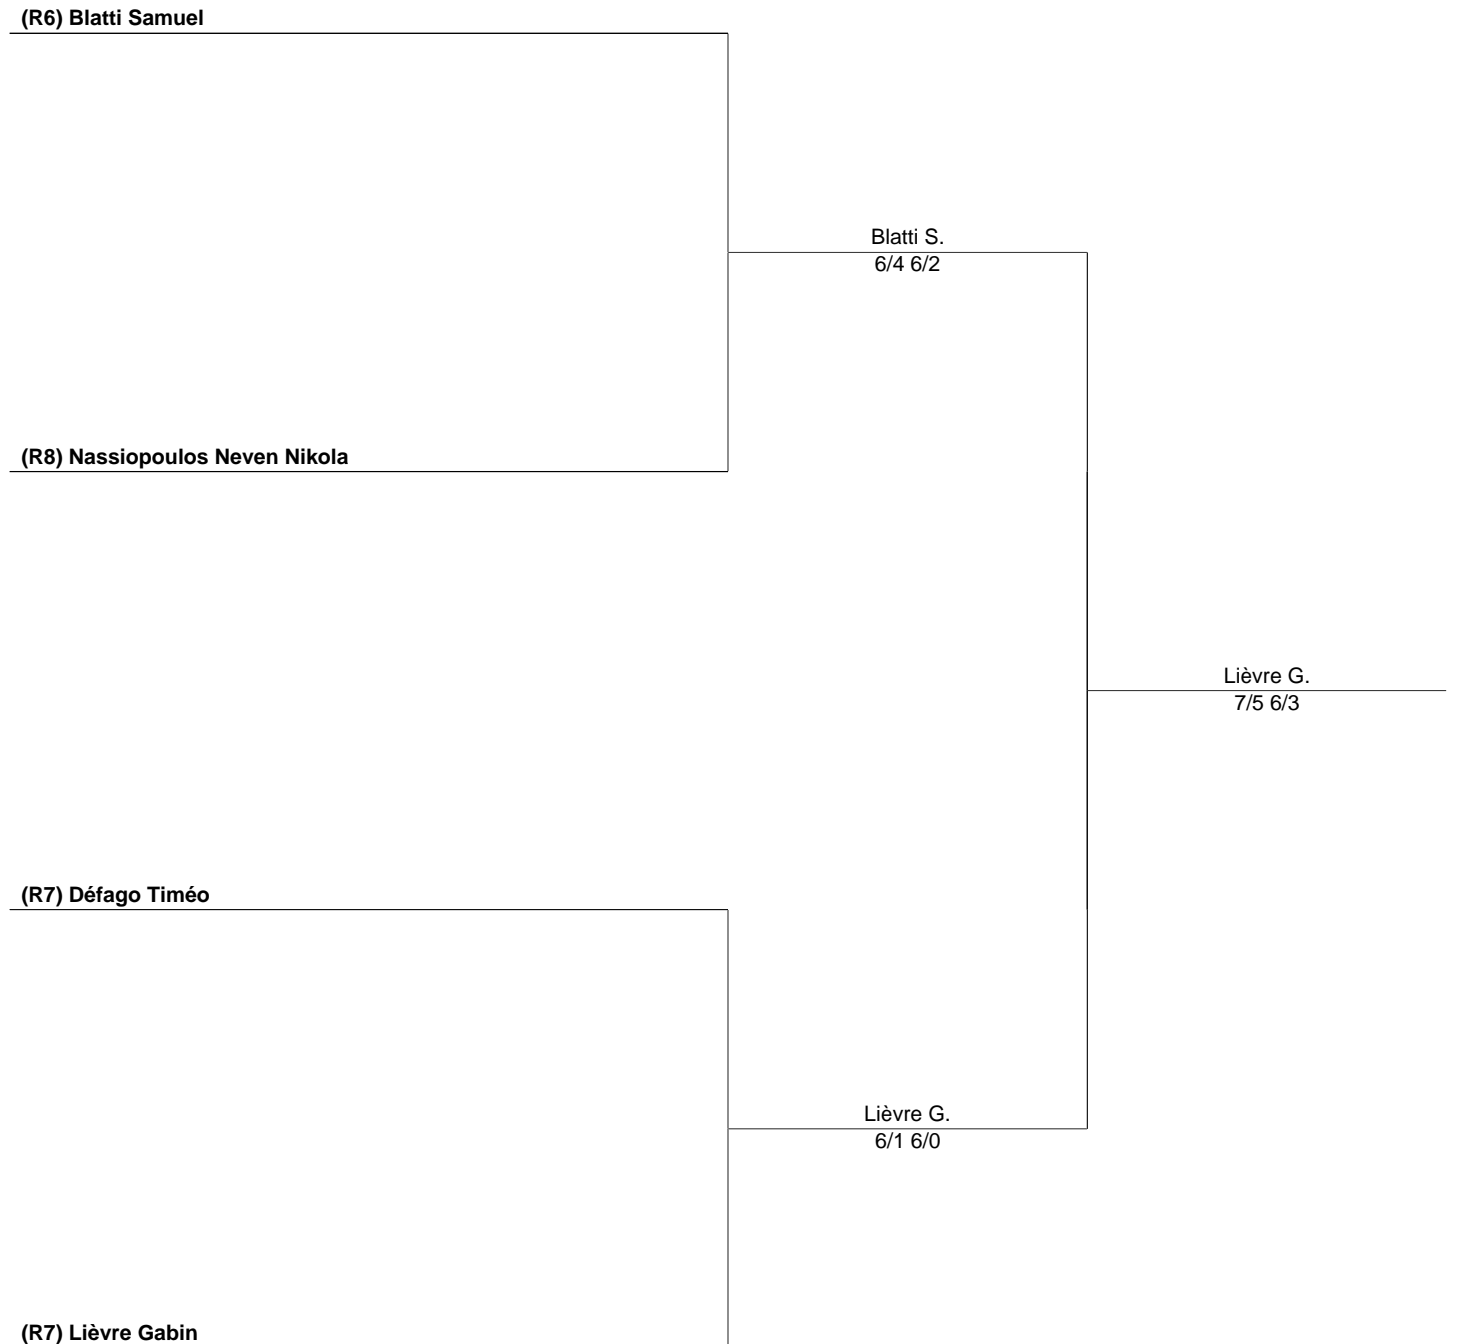 (R6) Blatti Samuel
Blatti S.
6/4 6/2
(R8) Nassiopoulos Neven Nikola
Lièvre G.
7/5 6/3
(R7) Défago Timéo
Lièvre G.
6/1 6/0
(R7) Lièvre Gabin